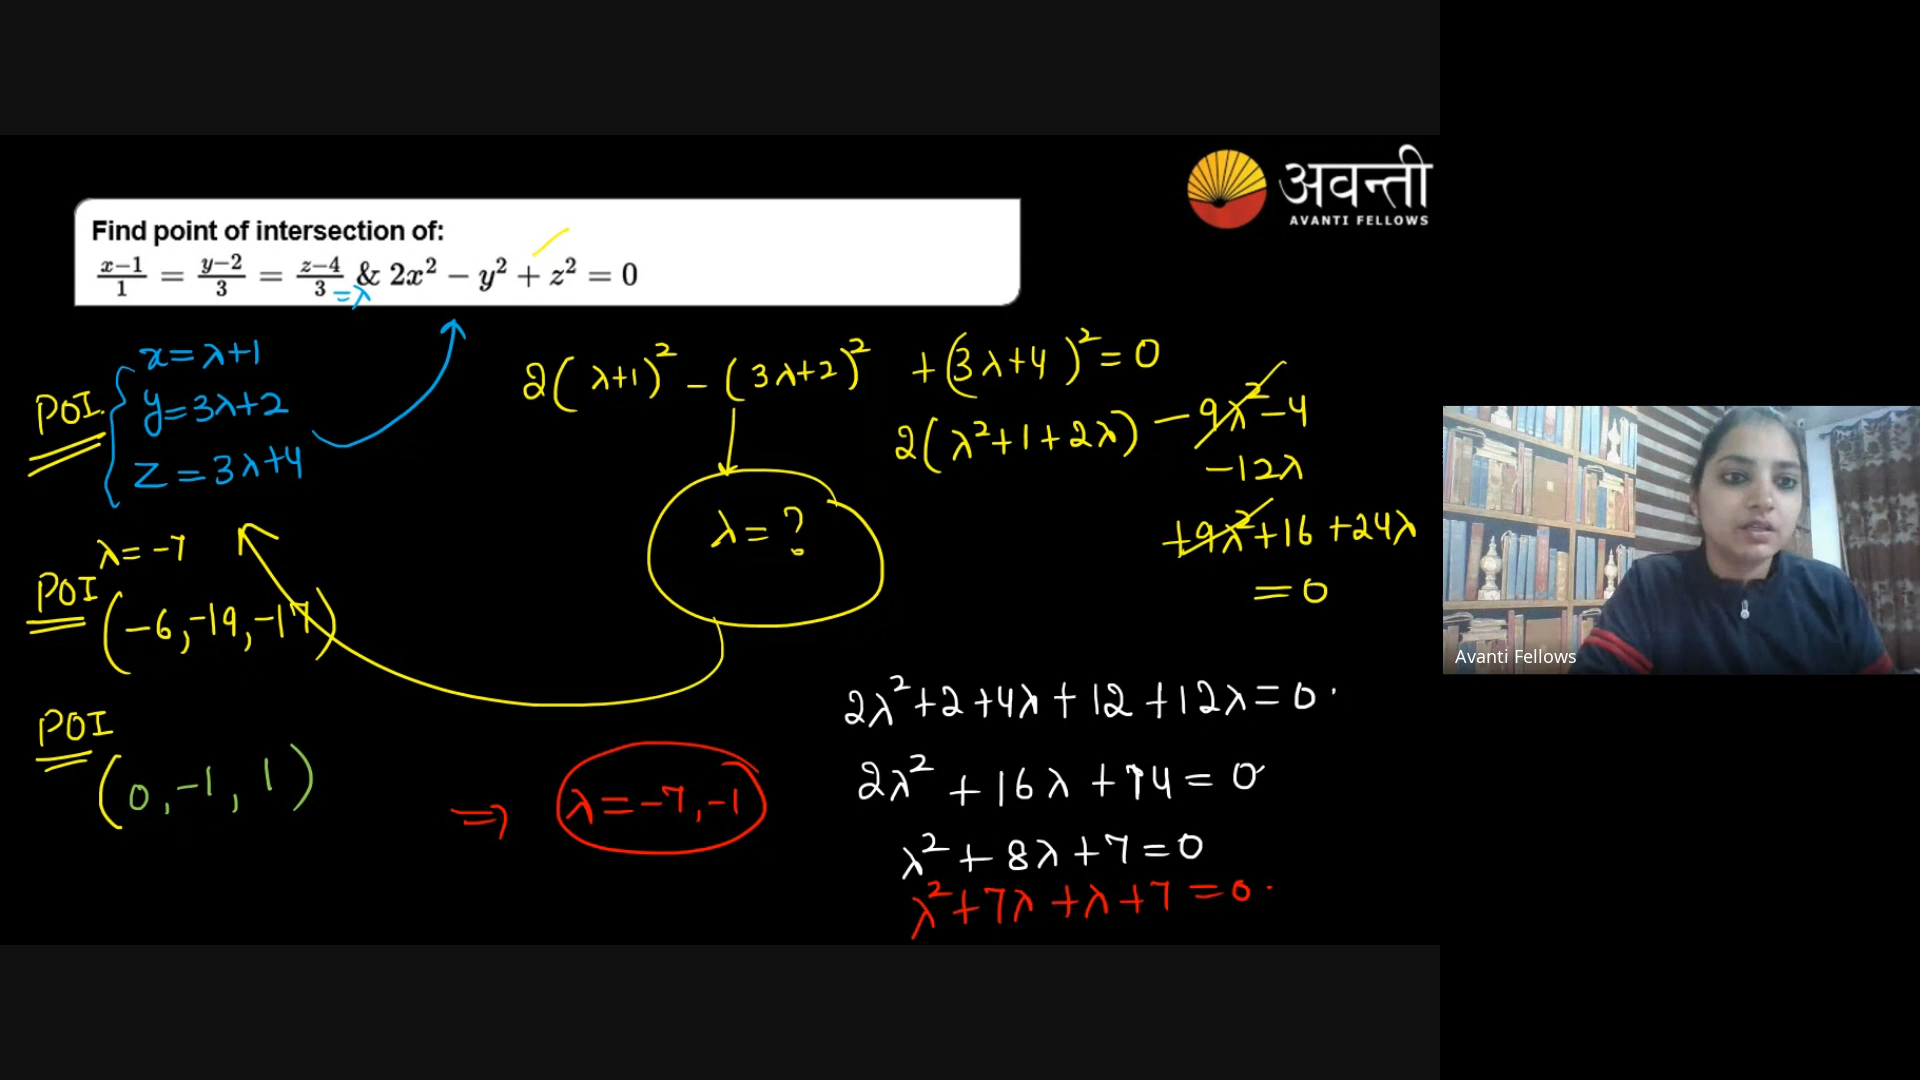 अवन्ती
AVANTI FELLOWS
Find point of intersection of:
x−1/1 = y−2/3 = z−4/3 & 2x² − y² + z² = 0
=λ
POI.
x=λ+1
y=3λ+2
z=3λ+4
2(λ+1)² − (3λ+2)² + (3λ+4)² = 0
2(λ²+1+2λ) − 9λ² − 4
−12λ
+9λ²+16 +24λ
= 0
λ = ?
λ = −7
POI
(−6, −19, −17)
POI
(0, −1, 1)
2λ²+2+4λ+12+12λ=0.
2λ² + 16λ + 14 = 0
λ² + 8λ + 7 = 0
λ²+7λ+λ+7=0.
⇒ λ = −7, −1
Avanti Fellows